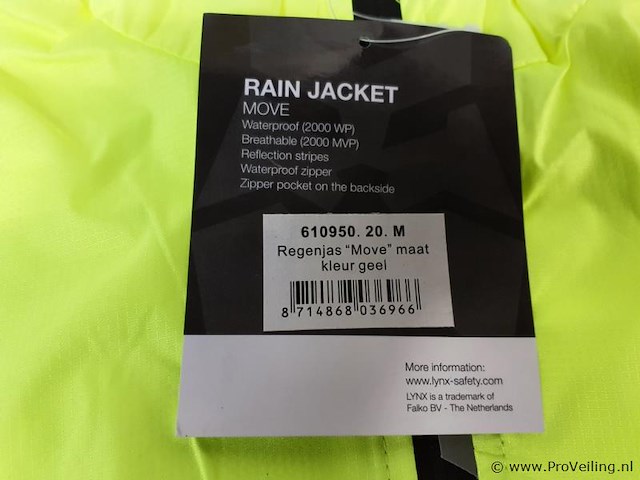 RAIN JACKET
MOVE
Waterproof (2000 WP)
Breathable (2000 MVP)
Reflection stripes
Waterproof zipper
Zipper pocket on the backside
610950. 20. M
Regenjas “Move” maat
kleur geel
8 714868 036966
More information:
www.lynx-safety.com
LYNX is a trademark of
Falko BV - The Netherlands
© www.ProVeiling.nl